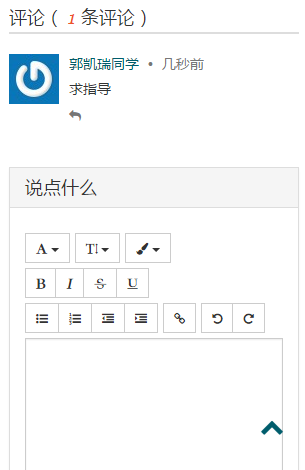 评论 ( 1 条评论 )
郭凯瑞同学 • 几秒前
求指导
说点什么
A T!
B I S U